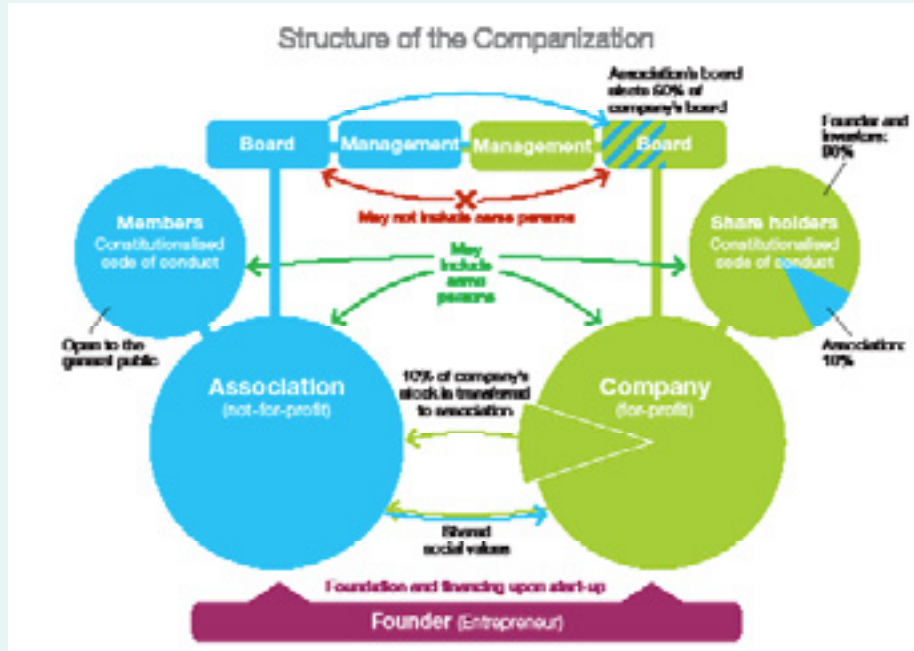 Structure of the Companization
Association's board
elects of
company's board
Board
Management
Management
Board
Founder and
investors:
90%
May not include same persons
Members
Constitutionalised
code of conduct
Share holders
Constitutionalised
code of conduct
May
include
same
persons
Open to the
general public
Association:
10%
Association
(not-for-profit)
10% of company's
stock is transferred
to association
Company
(for-profit)
Shared
social values
Foundation and financing upon start-up
Founder (Entrepreneur)